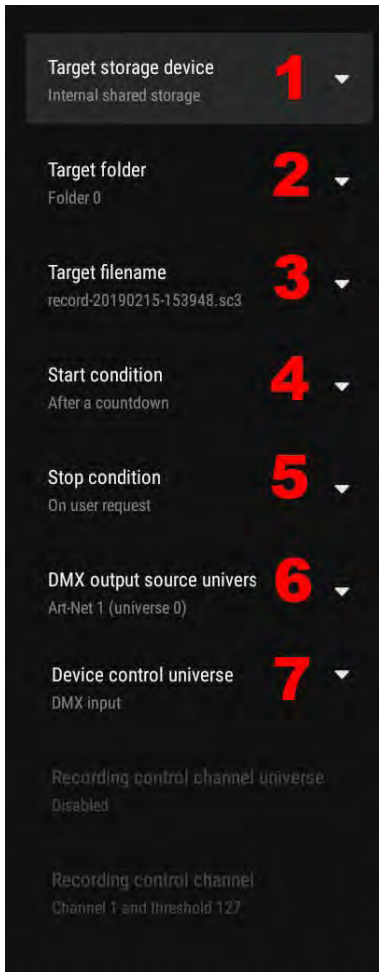 Target storage device 1
Internal shared storage
Target folder 2
Folder 0
Target filename 3
record-20190215-153948.sc3
Start condition 4
After a countdown
Stop condition 5
On user request
DMX output source univers 6
Art-Net 1 (universe 0)
Device control universe 7
DMX input
Recording control channel universe
Disabled
Recording control channel
Channel 1 and threshold 127